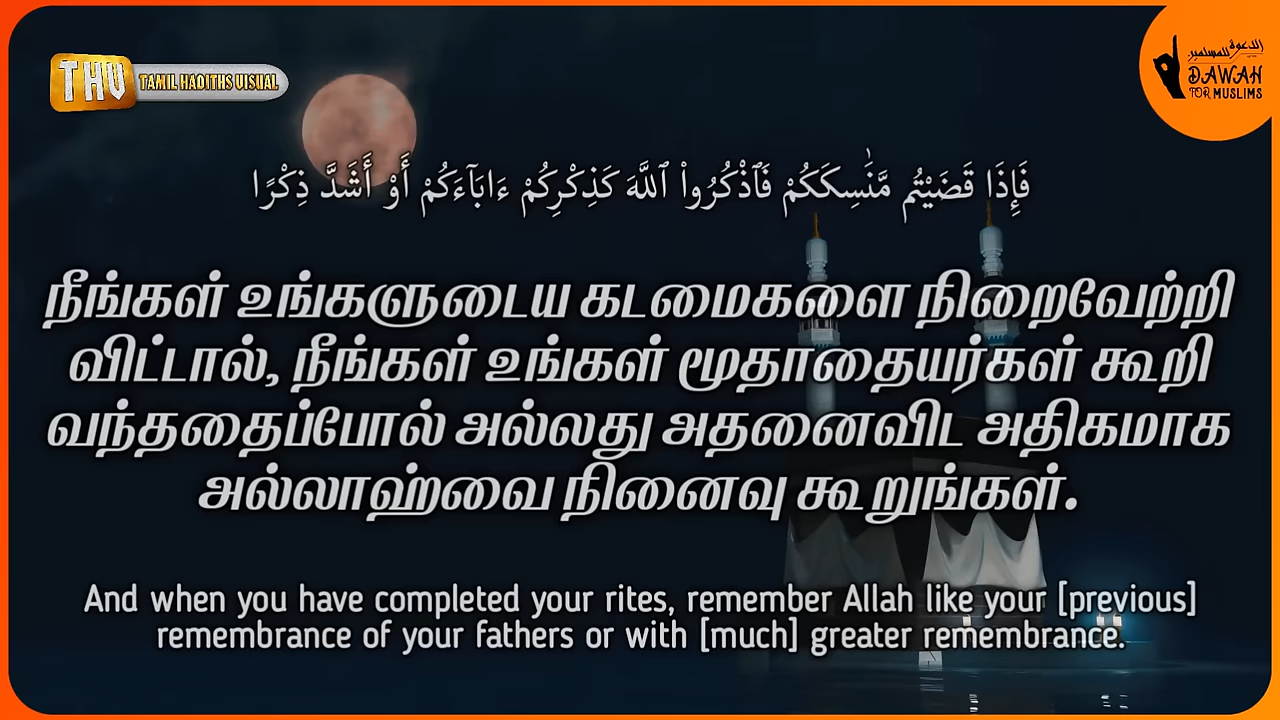 THV
TAMIL HADITHS VISUAL
الدعوة للمسلمين
DAWAH
FOR MUSLIMS
فَإِذَا قَضَيْتُم مَّنَٰسِكَكُمْ فَٱذْكُرُوا۟ ٱللَّهَ كَذِكْرِكُمْ ءَابَآءَكُمْ أَوْ أَشَدَّ ذِكْرًا
நீங்கள் உங்களுடைய கடமைகளை நிறைவேற்றி
விட்டால், நீங்கள் உங்கள் மூதாதையர்கள் கூறி
வந்ததைப்போல் அல்லது அதனைவிட அதிகமாக
அல்லாஹ்வை நினைவு கூறுங்கள்.
And when you have completed your rites, remember Allah like your [previous]
remembrance of your fathers or with [much] greater remembrance.